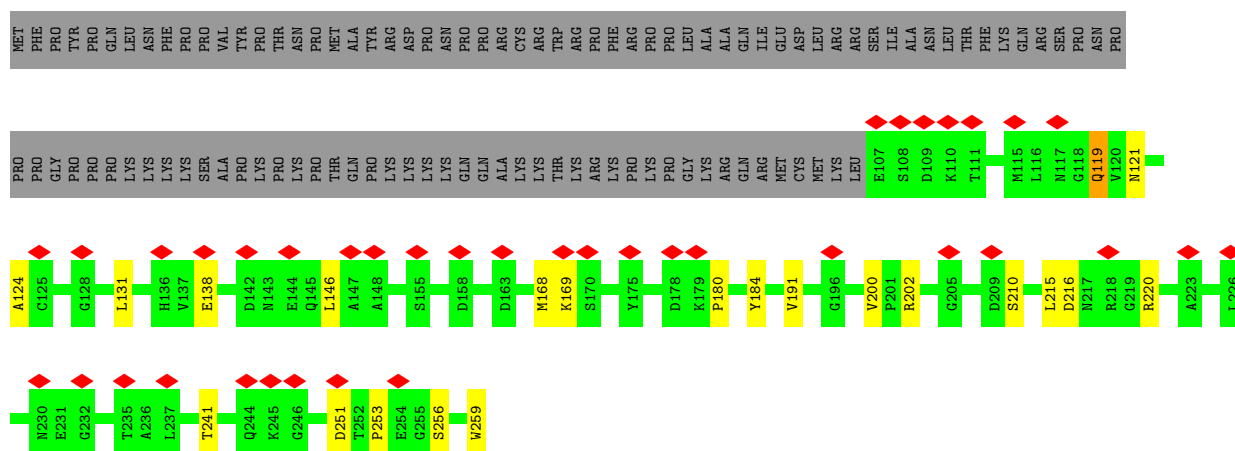 MET PHE PRO TYR PRO GLN LEU ASN PHE PRO PRO VAL TYR PRO THR ASN PRO MET ALA TYR ARG ASP PRO ASN PRO PRO ARG CYS ARG TRP ARG PRO PHE ARG PRO PRO LEU ALA ALA GLN ILE GLU ASP LEU ARG ARG SER ILE ALA ASN LEU THR PHE LYS GLN ARG SER PRO ASN PRO
PRO PRO GLY PRO PRO PRO LYS LYS LYS LYS SER ALA PRO LYS PRO LYS PRO THR GLN PRO LYS LYS LYS LYS GLN GLN ALA LYS LYS THR LYS ARG LYS PRO LYS PRO GLY LYS ARG GLN ARG MET CYS MET LYS LEU E107 S108 D109 K110 T111 M115 L116 N117 G118 Q119 V120 N121
A124 C125 G128 L131 H136 V137 E138 D142 N143 E144 Q145 L146 A147 A148 S155 D158 D163 M168 K169 S170 Y175 D178 K179 P180 Y184 V191 G196 V200 P201 R202 G205 D209 S210 L215 D216 N217 R218 G219 R220 A223 L226
N230 E231 G232 T235 A236 L237 T241 Q244 K245 G246 D251 T252 P253 E254 G255 S256 W259